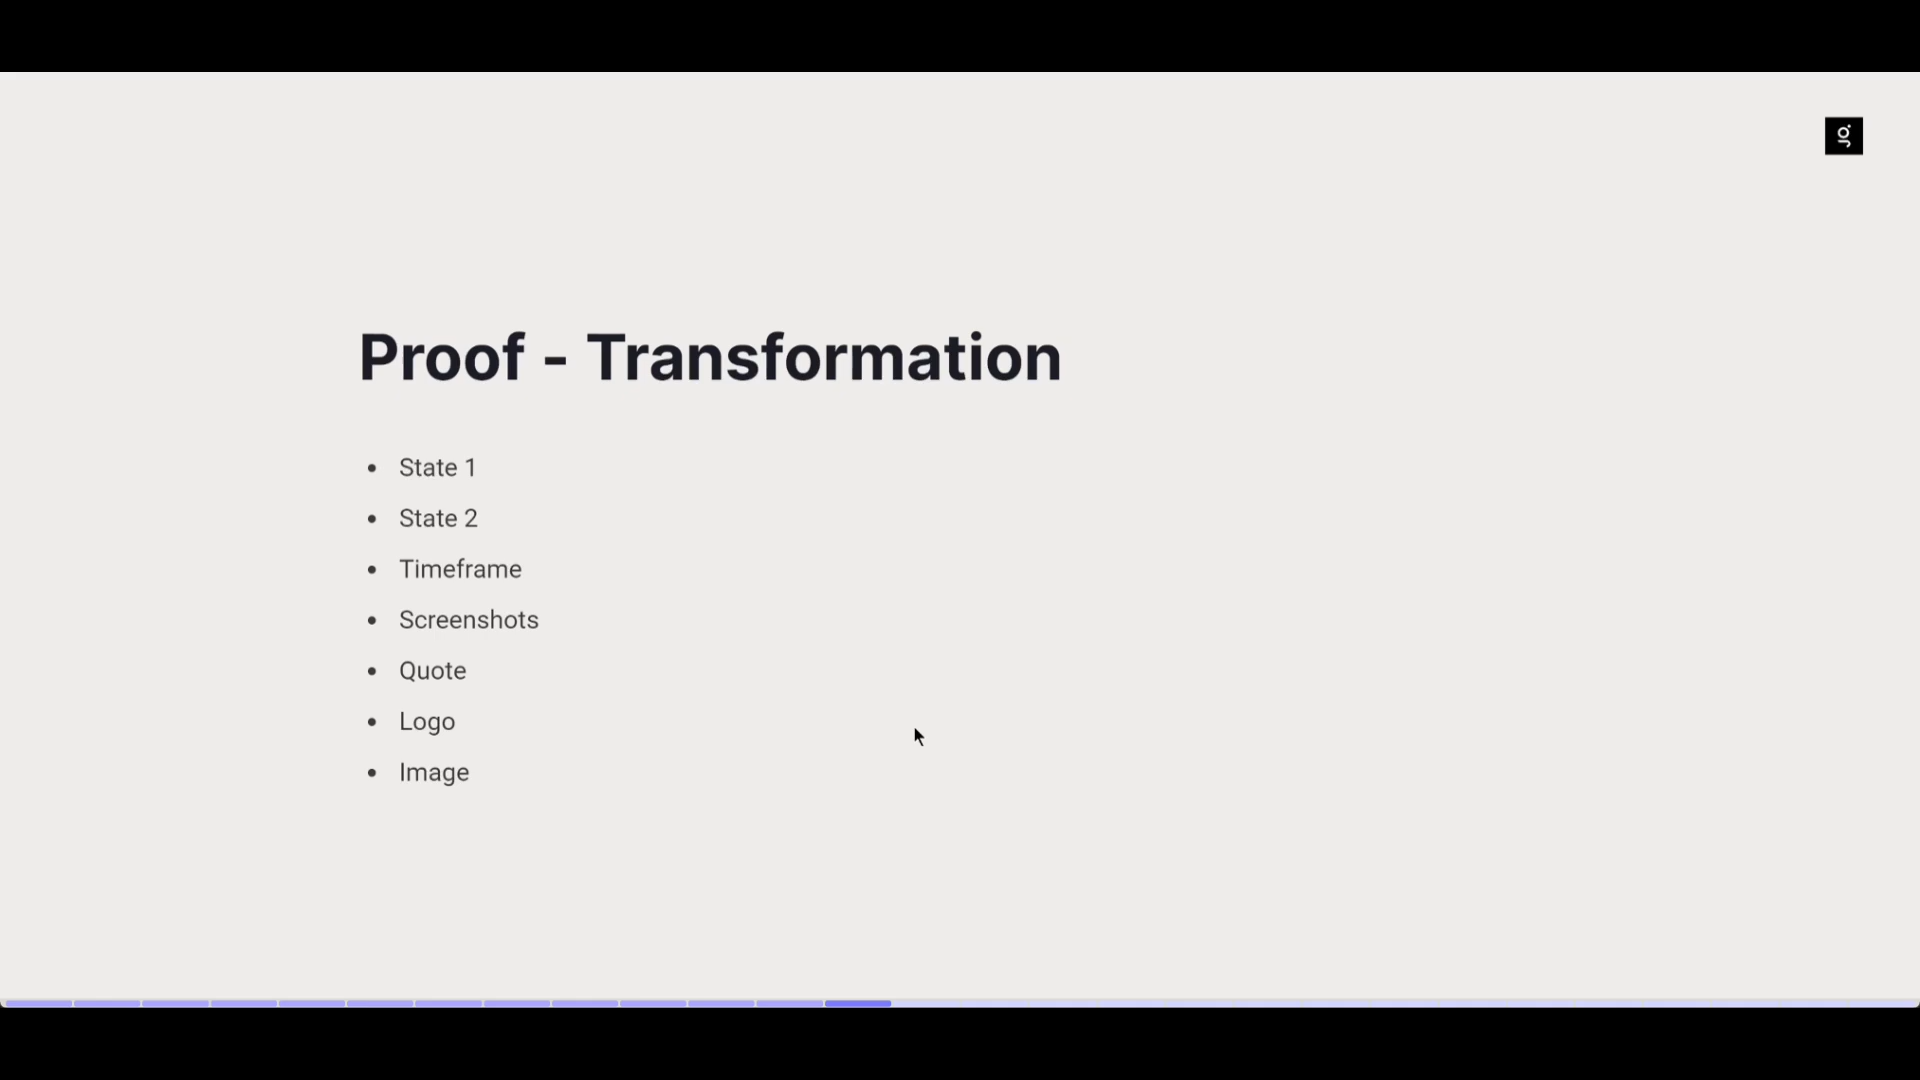 Proof - Transformation
• State 1
• State 2
• Timeframe
• Screenshots
• Quote
• Logo
• Image